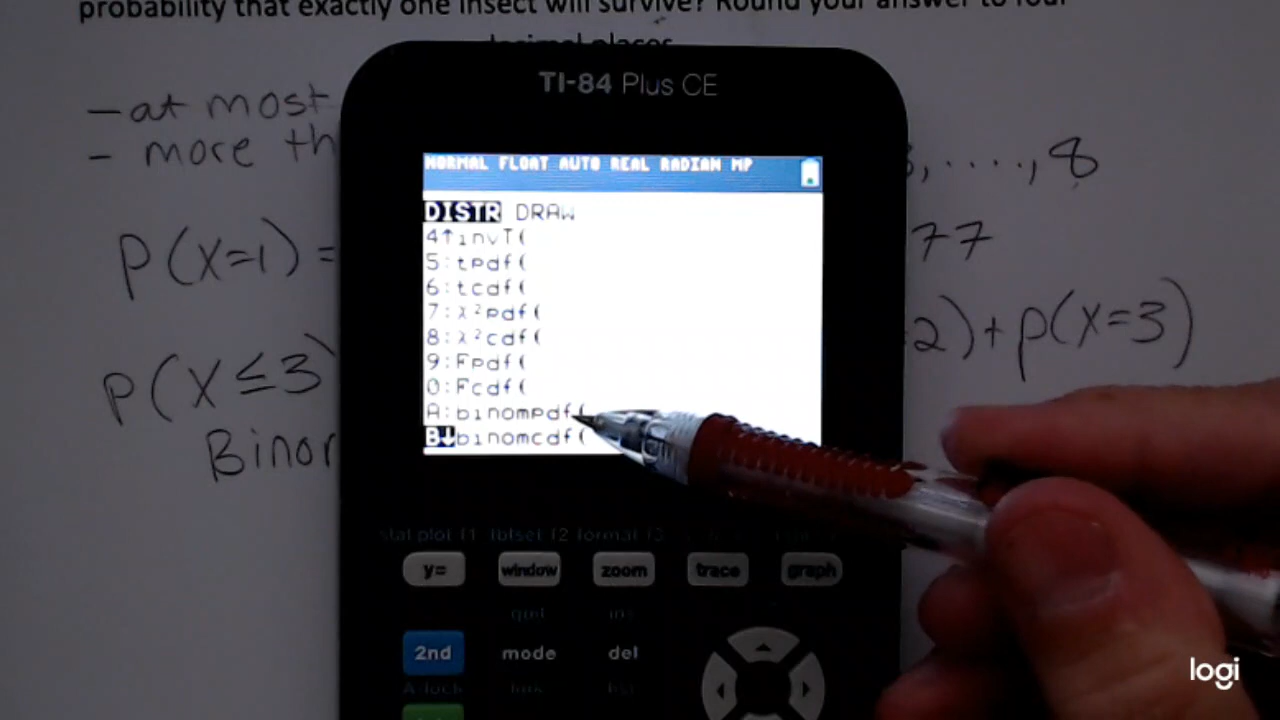 probability that exactly one insect will survive? Round your answer to four
decimal places.
- at most
- more th
, ...., 8
P(X=1) =
77
P(X≤3)
=2)+P(X=3)
Binom
TI-84 Plus CE
NORMAL FLOAT AUTO REAL RADIAN MP
DISTR DRAW
4↑invT(
5:tpdf(
6:tcdf(
7:χ²pdf(
8:χ²cdf(
9:Fpdf(
0:Fcdf(
A:binompdf(
B↓binomcdf(
stat plot f1 tblset f2 format f3
y= window zoom trace graph
quit ins
2nd mode del
A-lock link list
logi